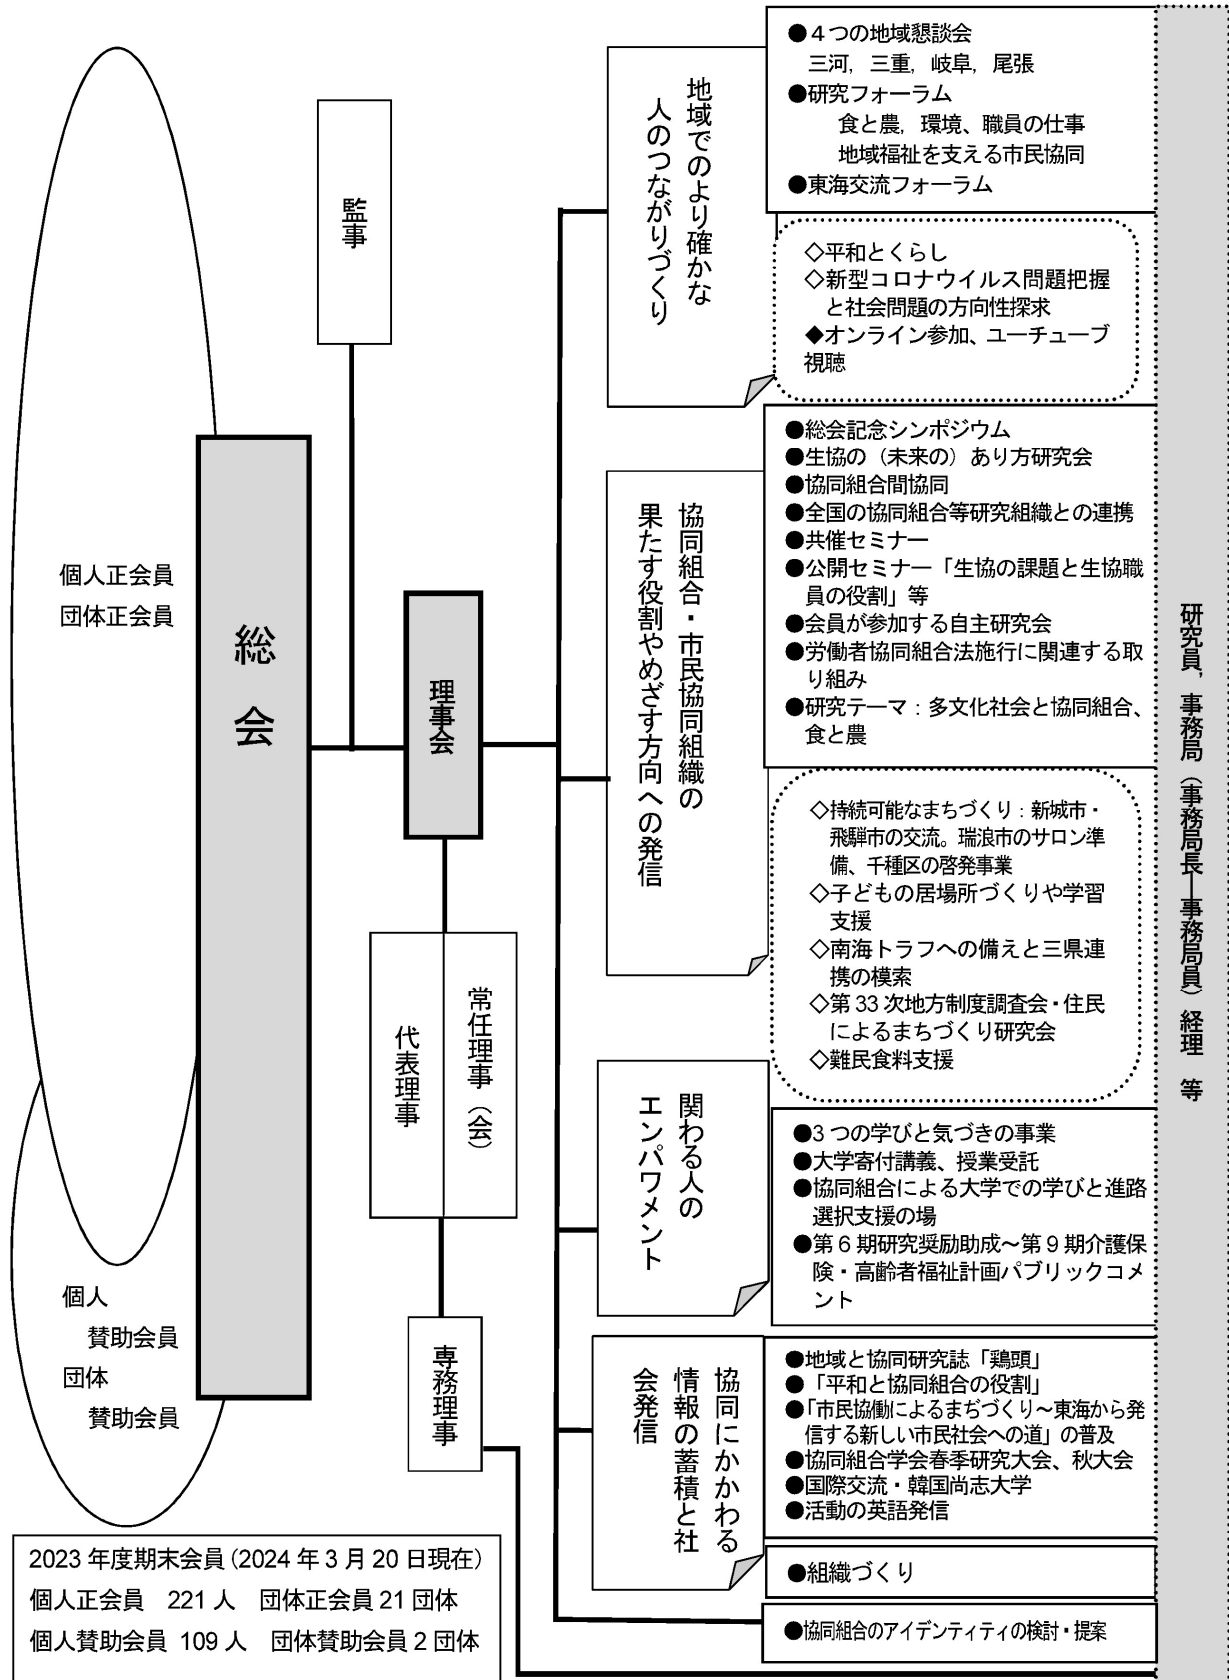 個人正会員
団体正会員
個人
賛助会員
団体
賛助会員
総会
監事
理事会
代表理事
常任理事（会）
専務理事
地域でのより確かな
人のつながりづくり
●４つの地域懇談会
三河，三重，岐阜，尾張
●研究フォーラム
食と農，環境、職員の仕事
地域福祉を支える市民協同
●東海交流フォーラム
◇平和とくらし
◇新型コロナウイルス問題把握
と社会問題の方向性探求
◆オンライン参加、ユーチューブ
視聴
協同組合・市民協同組織の
果たす役割やめざす方向への発信
●総会記念シンポジウム
●生協の（未来の）あり方研究会
●協同組合間協同
●全国の協同組合等研究組織との連携
●共催セミナー
●公開セミナー「生協の課題と生協職
員の役割」等
●会員が参加する自主研究会
●労働者協同組合法施行に関連する取
り組み
●研究テーマ：多文化社会と協同組合、
食と農
◇持続可能なまちづくり：新城市・
飛騨市の交流。瑞浪市のサロン準
備、千種区の啓発事業
◇子どもの居場所づくりや学習
支援
◇南海トラフへの備えと三県連
携の模索
◇第 33 次地方制度調査会・住民
によるまちづくり研究会
◇難民食料支援
関わる人の
エンパワメント
●3 つの学びと気づきの事業
●大学寄付講義、授業受託
●協同組合による大学での学びと進路
選択支援の場
●第 6 期研究奨励助成～第 9 期介護保
険・高齢者福祉計画パブリックコメ
ント
協同にかかわる
情報の蓄積と社
会発信
●地域と協同研究誌「鶏頭」
●「平和と協同組合の役割」
●「市民協働によるまぢづくり～東海から発
信する新しい市民社会への道」の普及
●協同組合学会春季研究大会、秋大会
●国際交流・韓国尚志大学
●活動の英語発信
●組織づくり
●協同組合のアイデンティティの検討・提案
研究員，事務局（事務局長―事務局員）経理　等
2023 年度期末会員（2024 年 3 月 20 日現在）
個人正会員　221 人　団体正会員 21 団体
個人賛助会員 109 人　団体賛助会員 2 団体